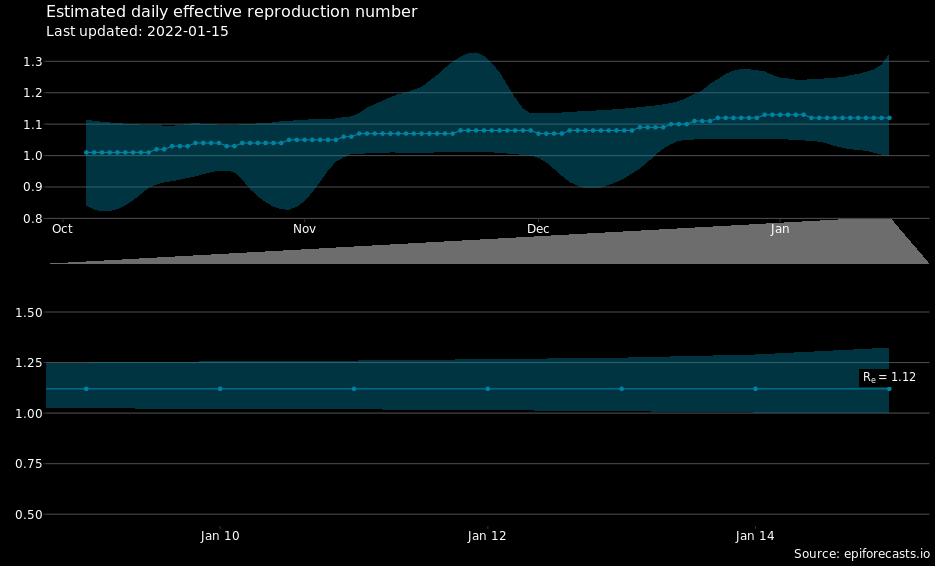 Estimated daily effective reproduction number
Last updated: 2022-01-15
1.3
1.2
1.1
1.0
0.9
0.8
Oct Nov Dec Jan
1.50
1.25
Re = 1.12
1.00
0.75
0.50
Jan 10 Jan 12 Jan 14
Source: epiforecasts.io